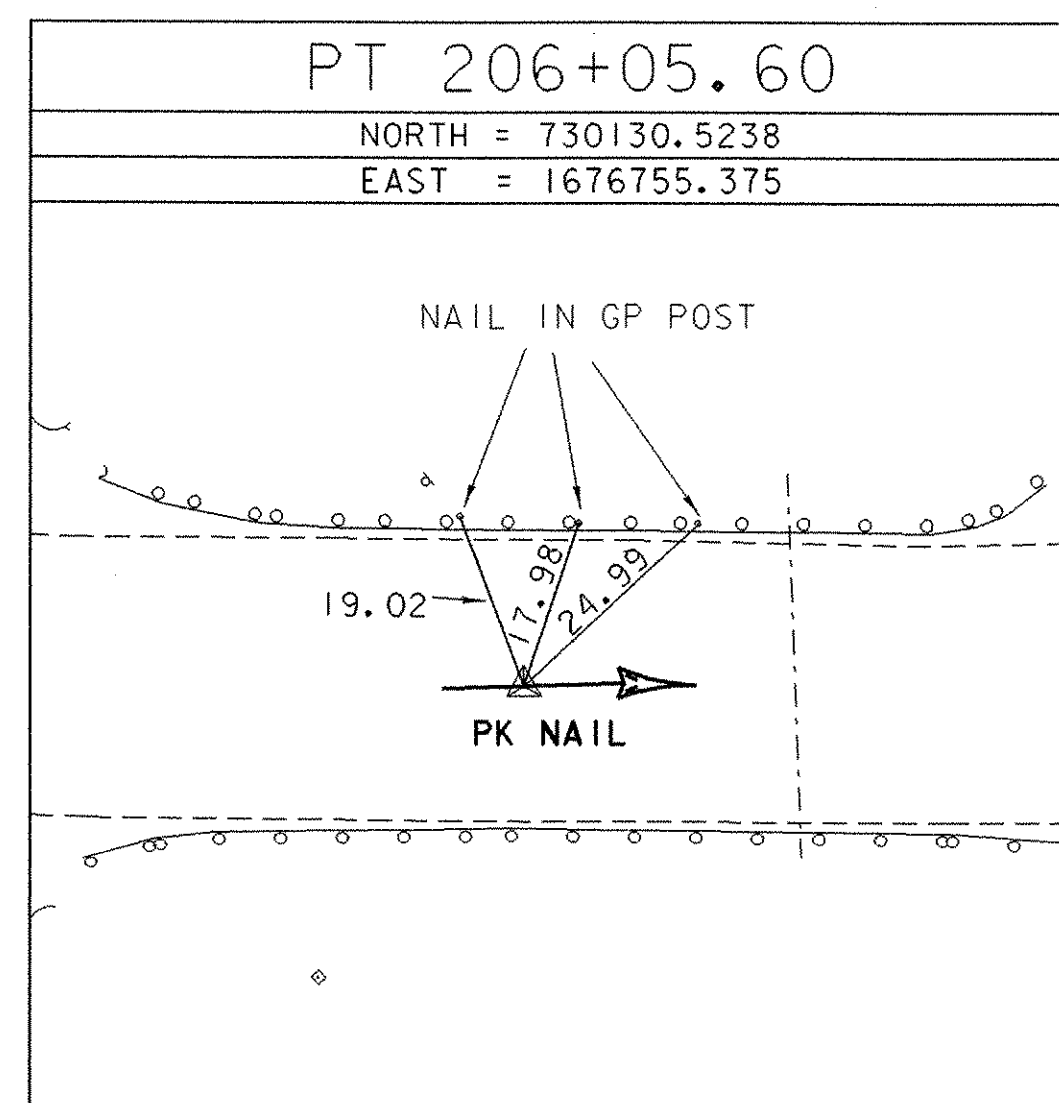 PT 206+05.60
NORTH = 730130.5238
EAST = 1676755.375
NAIL IN GP POST
19.02
17.98
24.99
PK NAIL